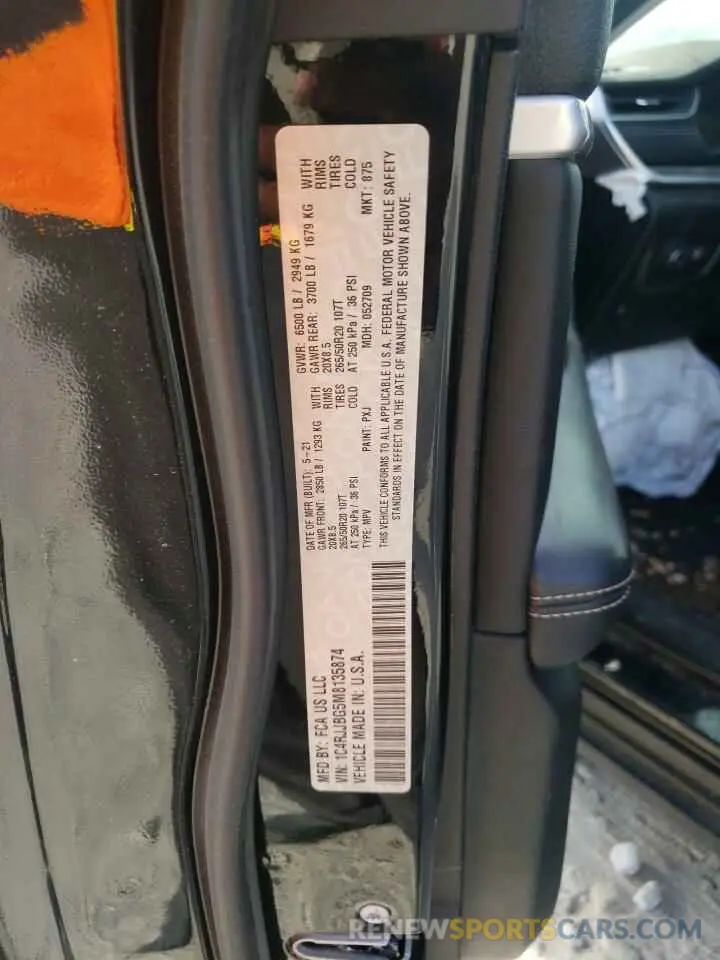 MFD BY: FCA US LLC
DATE OF MFR (BUILT): 5-21
GVWR: 6500 LB / 2949 KG
GAWR FRONT: 2850 LB / 1293 KG WITH
GAWR REAR: 3700 LB / 1679 KG WITH
20X8.5 RIMS
20X8.5 RIMS
265/50R20 107T TIRES
265/50R20 107T TIRES
AT 250 kPa / 36 PSI COLD
AT 250 kPa / 36 PSI COLD
VIN: 1C4RJJBG5M8135874
TYPE: MPV PAINT: PXJ MDH: 052709 MKT: 875
VEHICLE MADE IN: U.S.A.
THIS VEHICLE CONFORMS TO ALL APPLICABLE U.S.A. FEDERAL MOTOR VEHICLE SAFETY
STANDARDS IN EFFECT ON THE DATE OF MANUFACTURE SHOWN ABOVE.
RENEWSPORTSCARS.COM